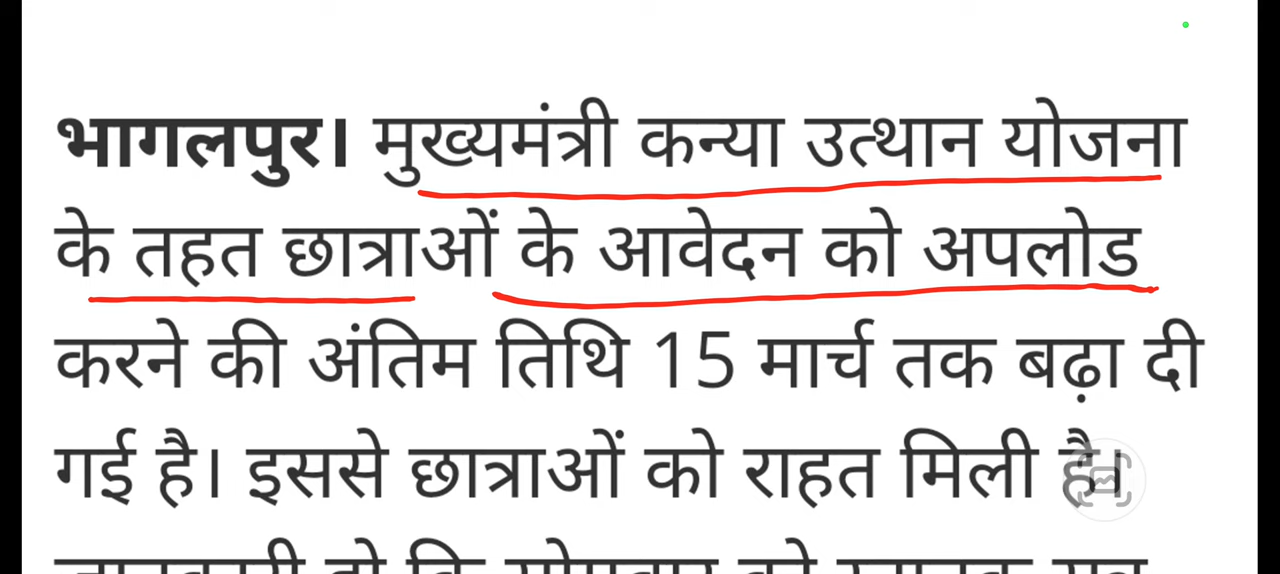 भागलपुर। मुख्यमंत्री कन्या उत्थान योजना
के तहत छात्राओं के आवेदन को अपलोड
करने की अंतिम तिथि 15 मार्च तक बढ़ा दी
गई है। इससे छात्राओं को राहत मिली है।